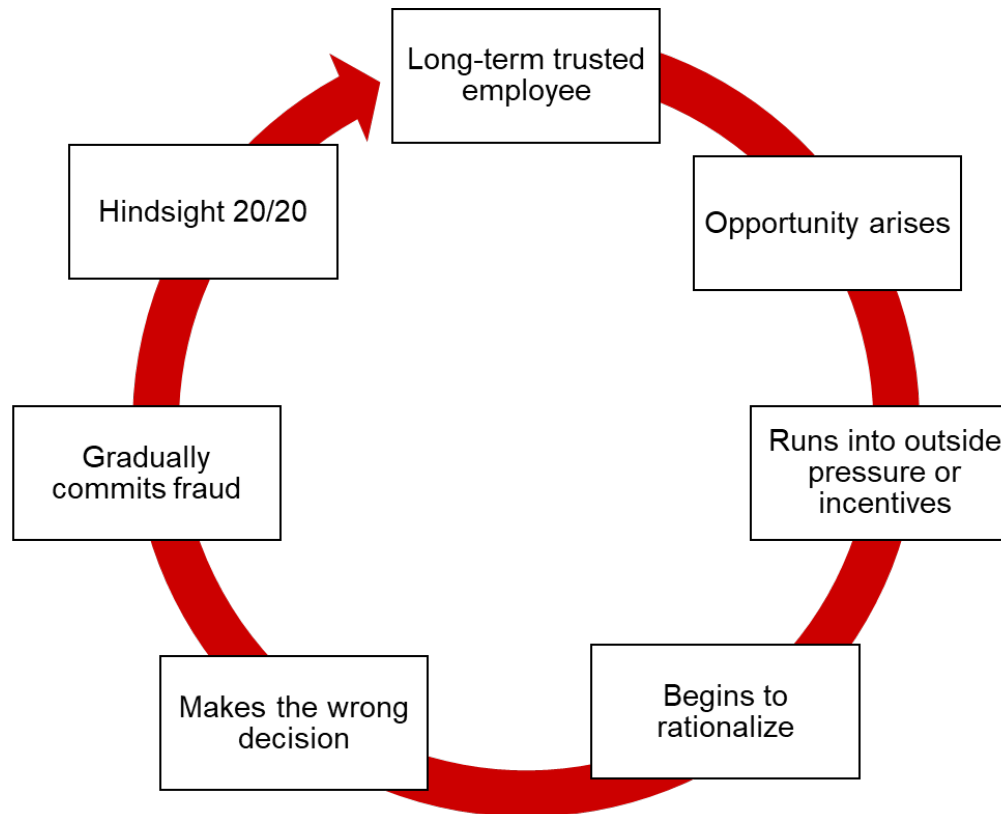 Long-term trusted
employee
Opportunity arises
Runs into outside
pressure or
incentives
Begins to
rationalize
Makes the wrong
decision
Gradually
commits fraud
Hindsight 20/20